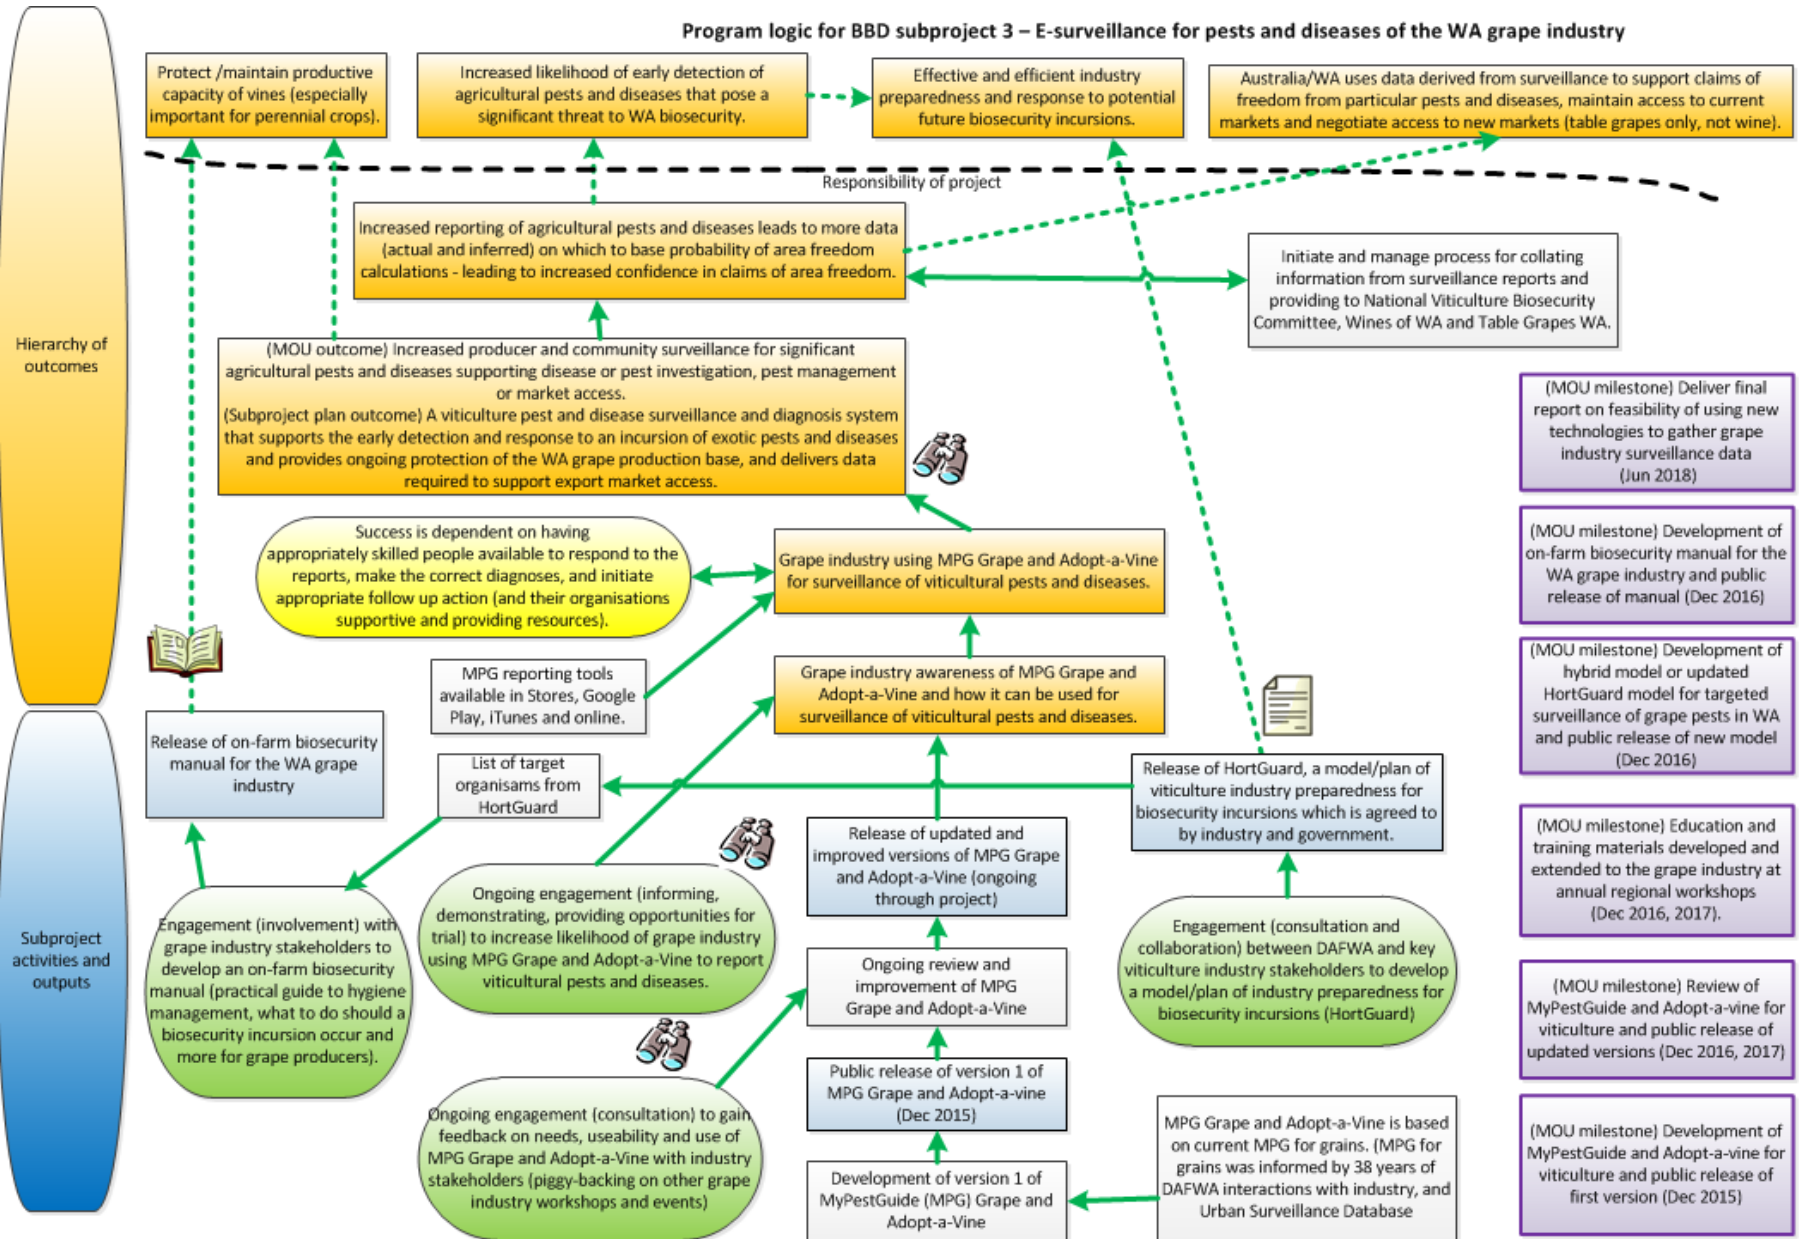 Program logic for BBD subproject 3 – E-surveillance for pests and diseases of the WA grape industry
Protect /maintain productive
capacity of vines (especially
important for perennial crops).
Increased likelihood of early detection of
agricultural pests and diseases that pose a
significant threat to WA biosecurity.
Effective and efficient industry
preparedness and response to potential
future biosecurity incursions.
Australia/WA uses data derived from surveillance to support claims of
freedom from particular pests and diseases, maintain access to current
markets and negotiate access to new markets (table grapes only, not wine).
Responsibility of project
Increased reporting of agricultural pests and diseases leads to more data
(actual and inferred) on which to base probability of area freedom
calculations - leading to increased confidence in claims of area freedom.
Initiate and manage process for collating
information from surveillance reports and
providing to National Viticulture Biosecurity
Committee, Wines of WA and Table Grapes WA.
Hierarchy of
outcomes
(MOU outcome) Increased producer and community surveillance for significant
agricultural pests and diseases supporting disease or pest investigation, pest management
or market access.
(Subproject plan outcome) A viticulture pest and disease surveillance and diagnosis system
that supports the early detection and response to an incursion of exotic pests and diseases
and provides ongoing protection of the WA grape production base, and delivers data
required to support export market access.
(MOU milestone) Deliver final
report on feasibility of using new
technologies to gather grape
industry surveillance data
(Jun 2018)
Success is dependent on having
appropriately skilled people available to respond to the
reports, make the correct diagnoses, and initiate
appropriate follow up action (and their organisations
supportive and providing resources).
Grape industry using MPG Grape and Adopt-a-Vine
for surveillance of viticultural pests and diseases.
(MOU milestone) Development of
on-farm biosecurity manual for the
WA grape industry and public
release of manual (Dec 2016)
MPG reporting tools
available in Stores, Google
Play, iTunes and online.
Grape industry awareness of MPG Grape and
Adopt-a-Vine and how it can be used for
surveillance of viticultural pests and diseases.
(MOU milestone) Development of
hybrid model or updated
HortGuard model for targeted
surveillance of grape pests in WA
and public release of new model
(Dec 2016)
Release of on-farm biosecurity
manual for the WA grape
industry
List of target
organisams from
HortGuard
Release of HortGuard, a model/plan of
viticulture industry preparedness for
biosecurity incursions which is agreed to
by industry and government.
Release of updated and
improved versions of MPG Grape
and Adopt-a-Vine (ongoing
through project)
(MOU milestone) Education and
training materials developed and
extended to the grape industry at
annual regional workshops
(Dec 2016, 2017).
Subproject
activities and
outputs
Engagement (involvement) with
grape industry stakeholders to
develop an on-farm biosecurity
manual (practical guide to hygiene
management, what to do should a
biosecurity incursion occur and
more for grape producers).
Ongoing engagement (informing,
demonstrating, providing opportunities for
trial) to increase likelihood of grape industry
using MPG Grape and Adopt-a-Vine to report
viticultural pests and diseases.
Ongoing review and
improvement of MPG
Grape and Adopt-a-Vine
Engagement (consultation and
collaboration) between DAFWA and key
viticulture industry stakeholders to develop
a model/plan of industry preparedness for
biosecurity incursions (HortGuard)
(MOU milestone) Review of
MyPestGuide and Adopt-a-vine for
viticulture and public release of
updated versions (Dec 2016, 2017)
Public release of version 1 of
MPG Grape and Adopt-a-vine
(Dec 2015)
Ongoing engagement (consultation) to gain
feedback on needs, useability and use of
MPG Grape and Adopt-a-Vine with industry
stakeholders (piggy-backing on other grape
industry workshops and events)
Development of version 1 of
MyPestGuide (MPG) Grape and
Adopt-a-Vine
MPG Grape and Adopt-a-Vine is based
on current MPG for grains. (MPG for
grains was informed by 38 years of
DAFWA interactions with industry, and
Urban Surveillance Database
(MOU milestone) Development of
MyPestGuide and Adopt-a-vine for
viticulture and public release of
first version (Dec 2015)